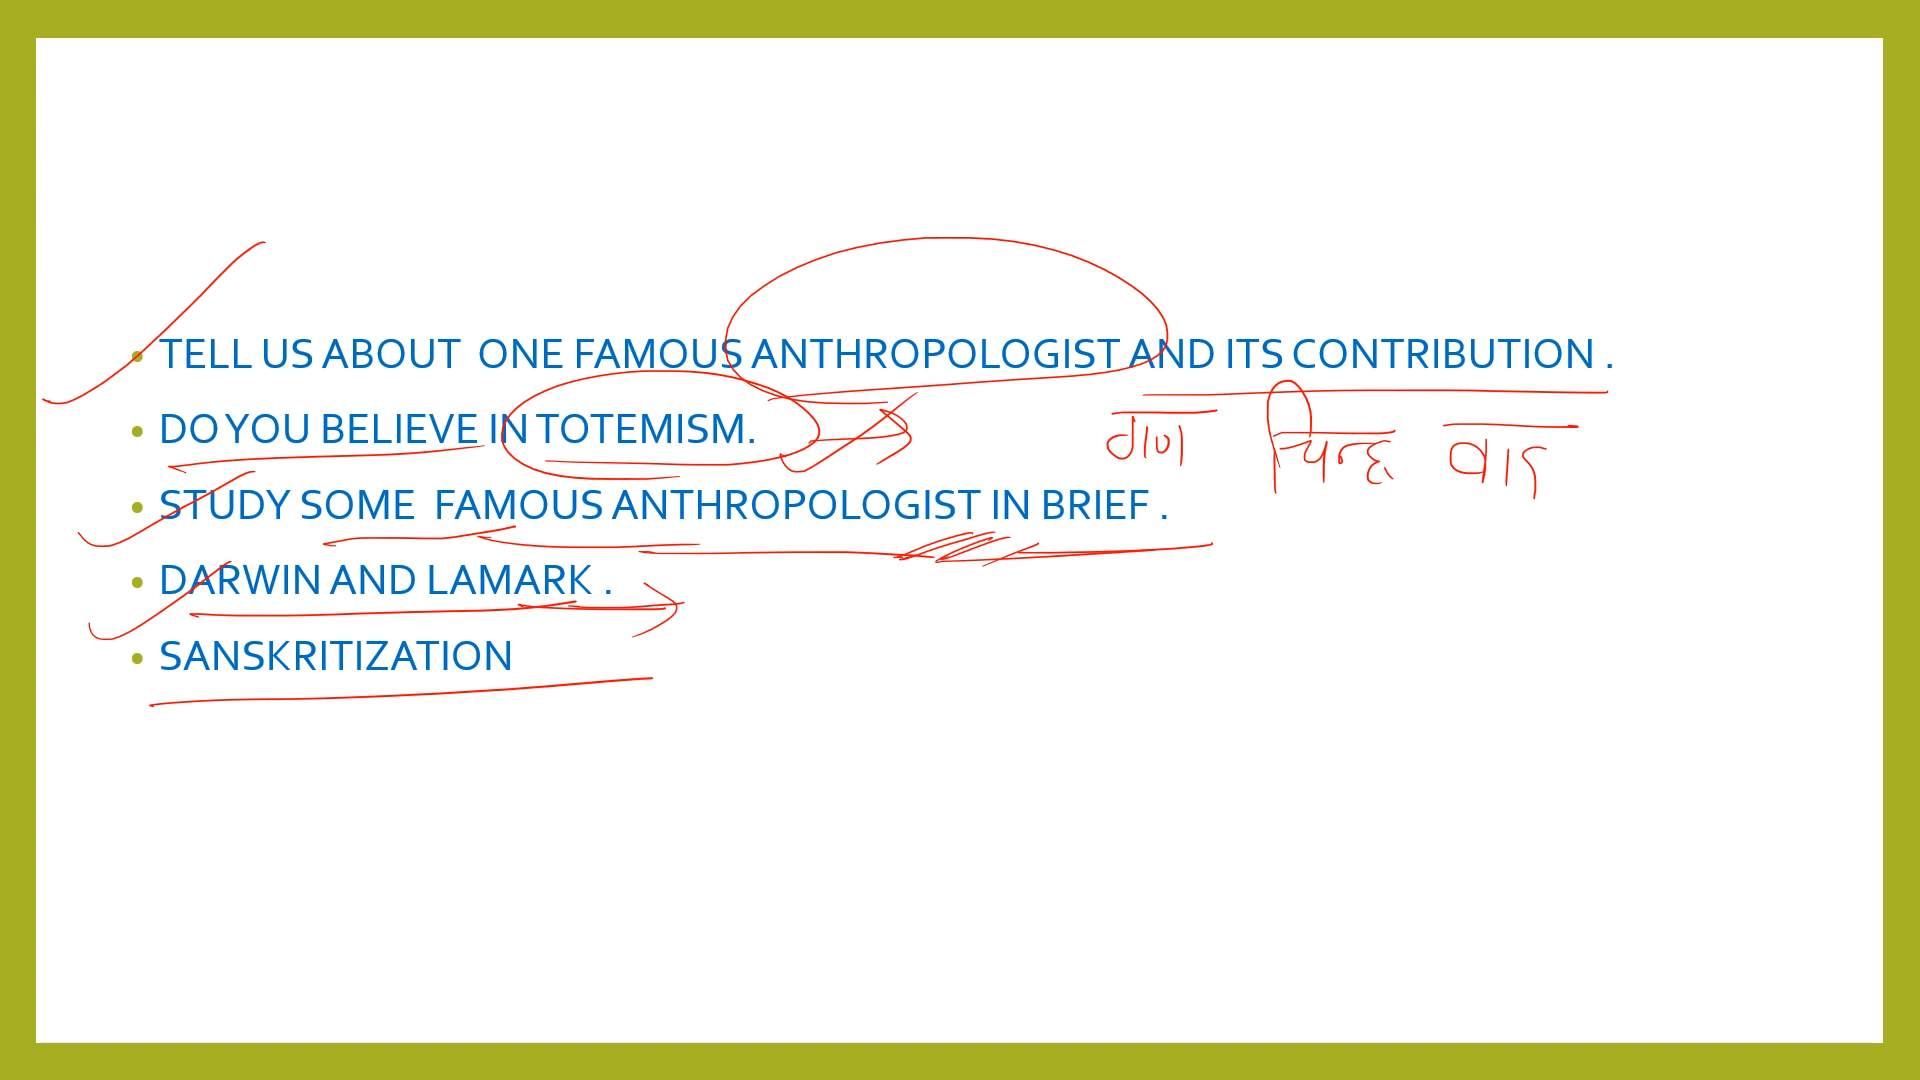 TELL US ABOUT ONE FAMOUS ANTHROPOLOGIST AND ITS CONTRIBUTION .
DO YOU BELIEVE IN TOTEMISM.
गण चिन्ह वाद
STUDY SOME FAMOUS ANTHROPOLOGIST IN BRIEF .
DARWIN AND LAMARK .
SANSKRITIZATION